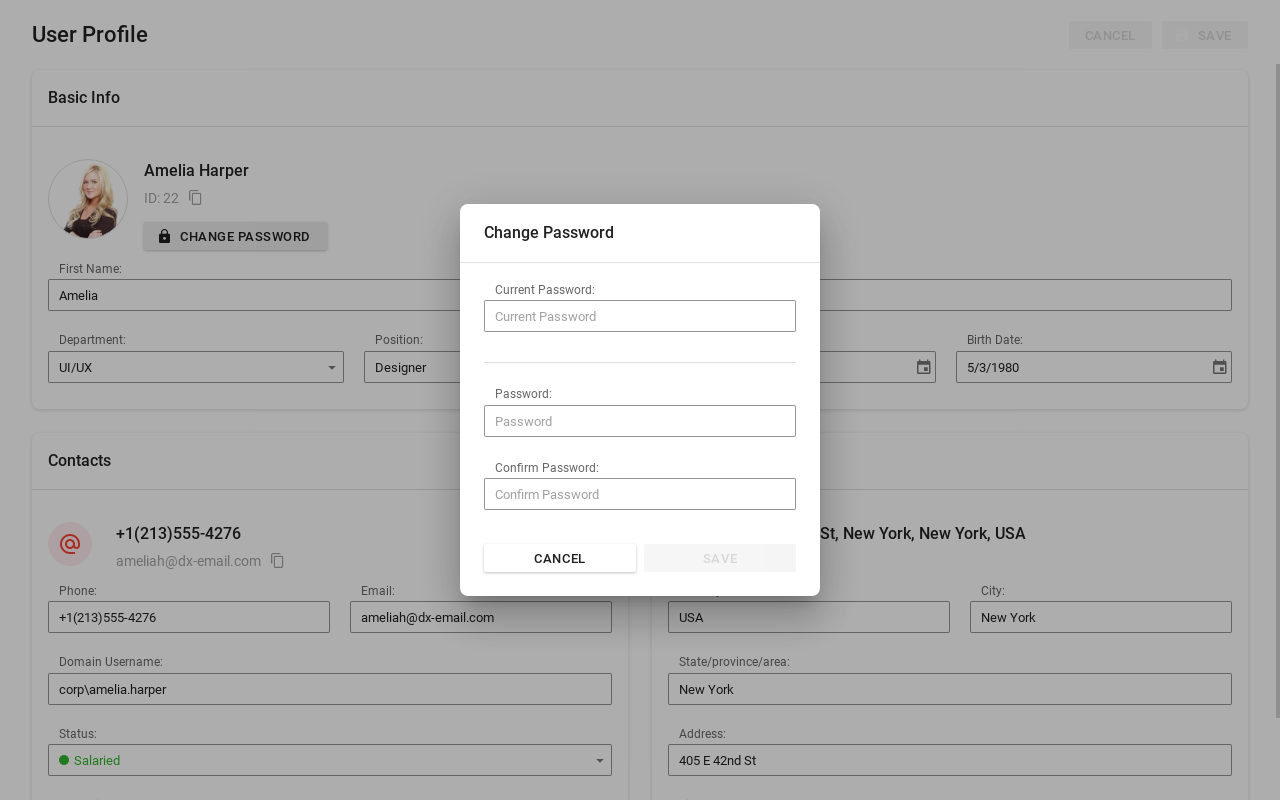 User Profile
CANCEL
SAVE
Basic Info
Amelia Harper
ID: 22
CHANGE PASSWORD
First Name:
Amelia
Department:
UI/UX
Position:
Designer
Birth Date:
5/3/1980
Change Password
Current Password:
Current Password
Password:
Password
Confirm Password:
Confirm Password
CANCEL
SAVE
Contacts
+1(213)555-4276
ameliah@dx-email.com
Phone:
+1(213)555-4276
Email:
ameliah@dx-email.com
Domain Username:
corp\amelia.harper
Status:
Salaried
St, New York, New York, USA
USA
City:
New York
State/province/area:
New York
Address:
405 E 42nd St